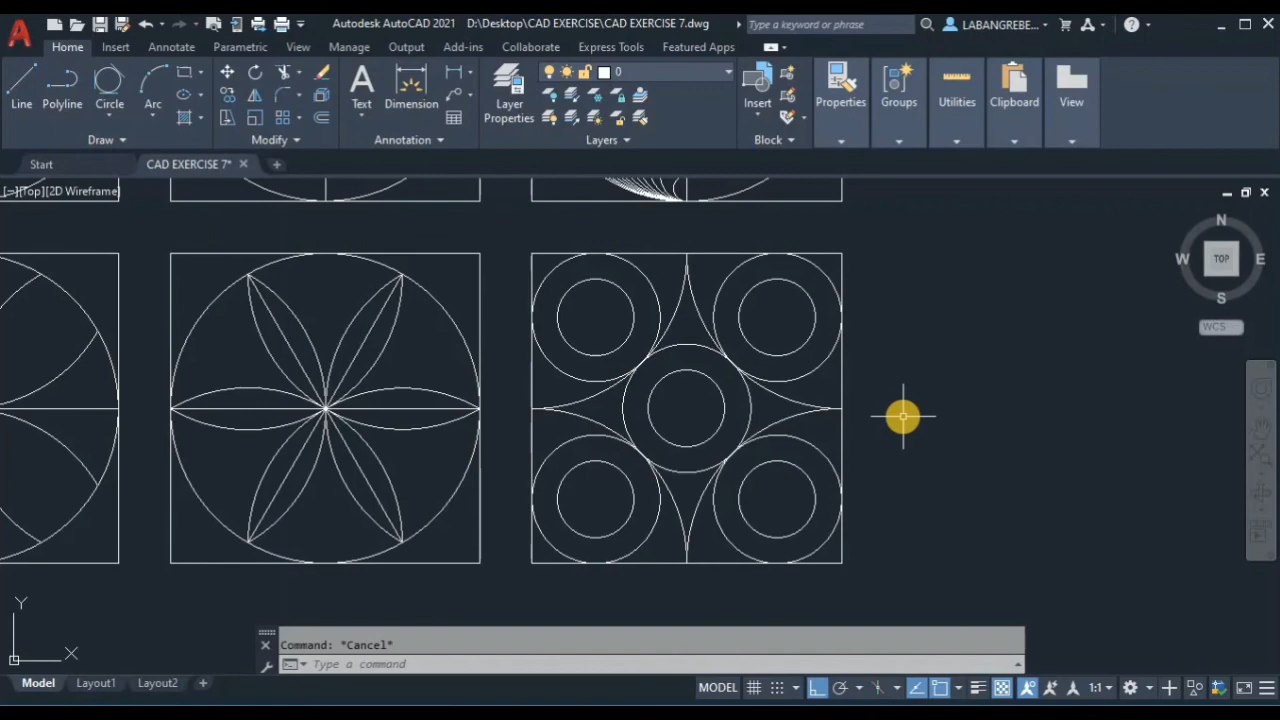 Autodesk AutoCAD 2021 D:\Desktop\CAD EXERCISE\CAD EXERCISE 7.dwg
Type a keyword or phrase
LABANGREBE...
Home Insert Annotate Parametric View Manage Output Add-ins Collaborate Express Tools Featured Apps
Line Polyline Circle Arc
Text Dimension
Layer Properties
0
Insert
Properties Groups Utilities Clipboard View
Draw Modify Annotation Layers Block
Start CAD EXERCISE 7*
[−][Top][2D Wireframe]
N
W TOP E
S
WCS
Y
X
Command: *Cancel*
Type a command
Model Layout1 Layout2
MODEL 1:1